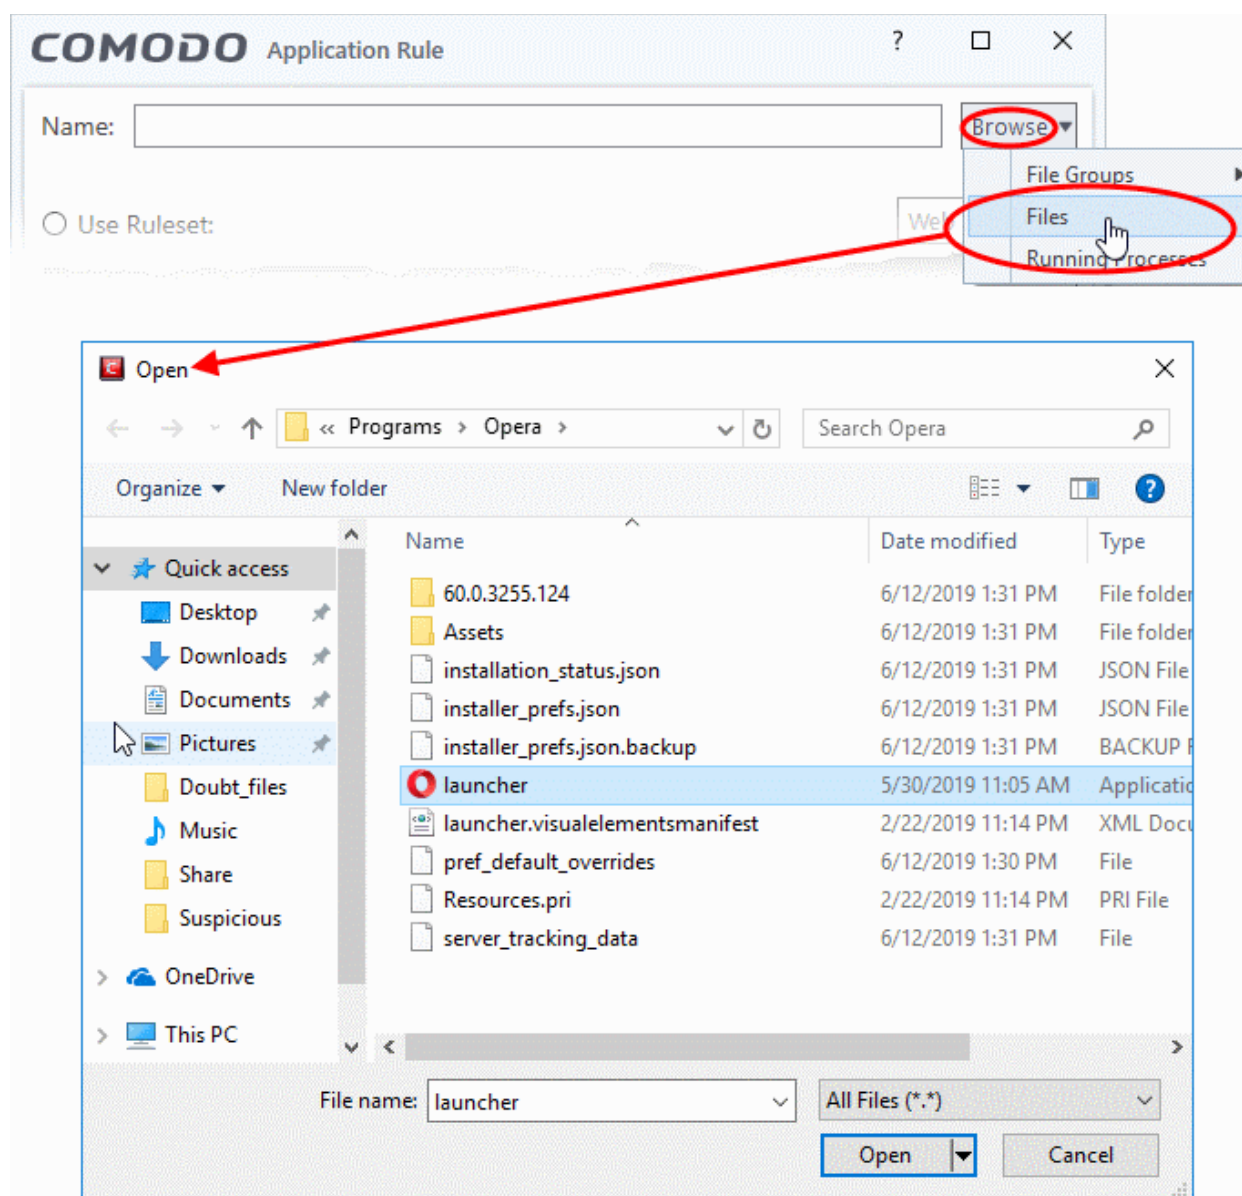 COMODO Application Rule ?
Name: Browse
File Groups
Use Ruleset: Web Files
Running Processes
Open
« Programs > Opera > Search Opera
Organize New folder ?
Name Date modified Type
Quick access
60.0.3255.124 6/12/2019 1:31 PM File folder
Desktop
Assets 6/12/2019 1:31 PM File folder
Downloads
installation_status.json 6/12/2019 1:31 PM JSON File
Documents
installer_prefs.json 6/12/2019 1:31 PM JSON File
Pictures
installer_prefs.json.backup 6/12/2019 1:31 PM BACKUP F
Doubt_files
launcher 5/30/2019 11:05 AM Applicatio
Music
launcher.visualelementsmanifest 2/22/2019 11:14 PM XML Docu
Share
pref_default_overrides 6/12/2019 1:30 PM File
Suspicious
Resources.pri 2/22/2019 11:14 PM PRI File
server_tracking_data 6/12/2019 1:31 PM File
OneDrive
This PC
File name: launcher All Files (*.*)
Open Cancel